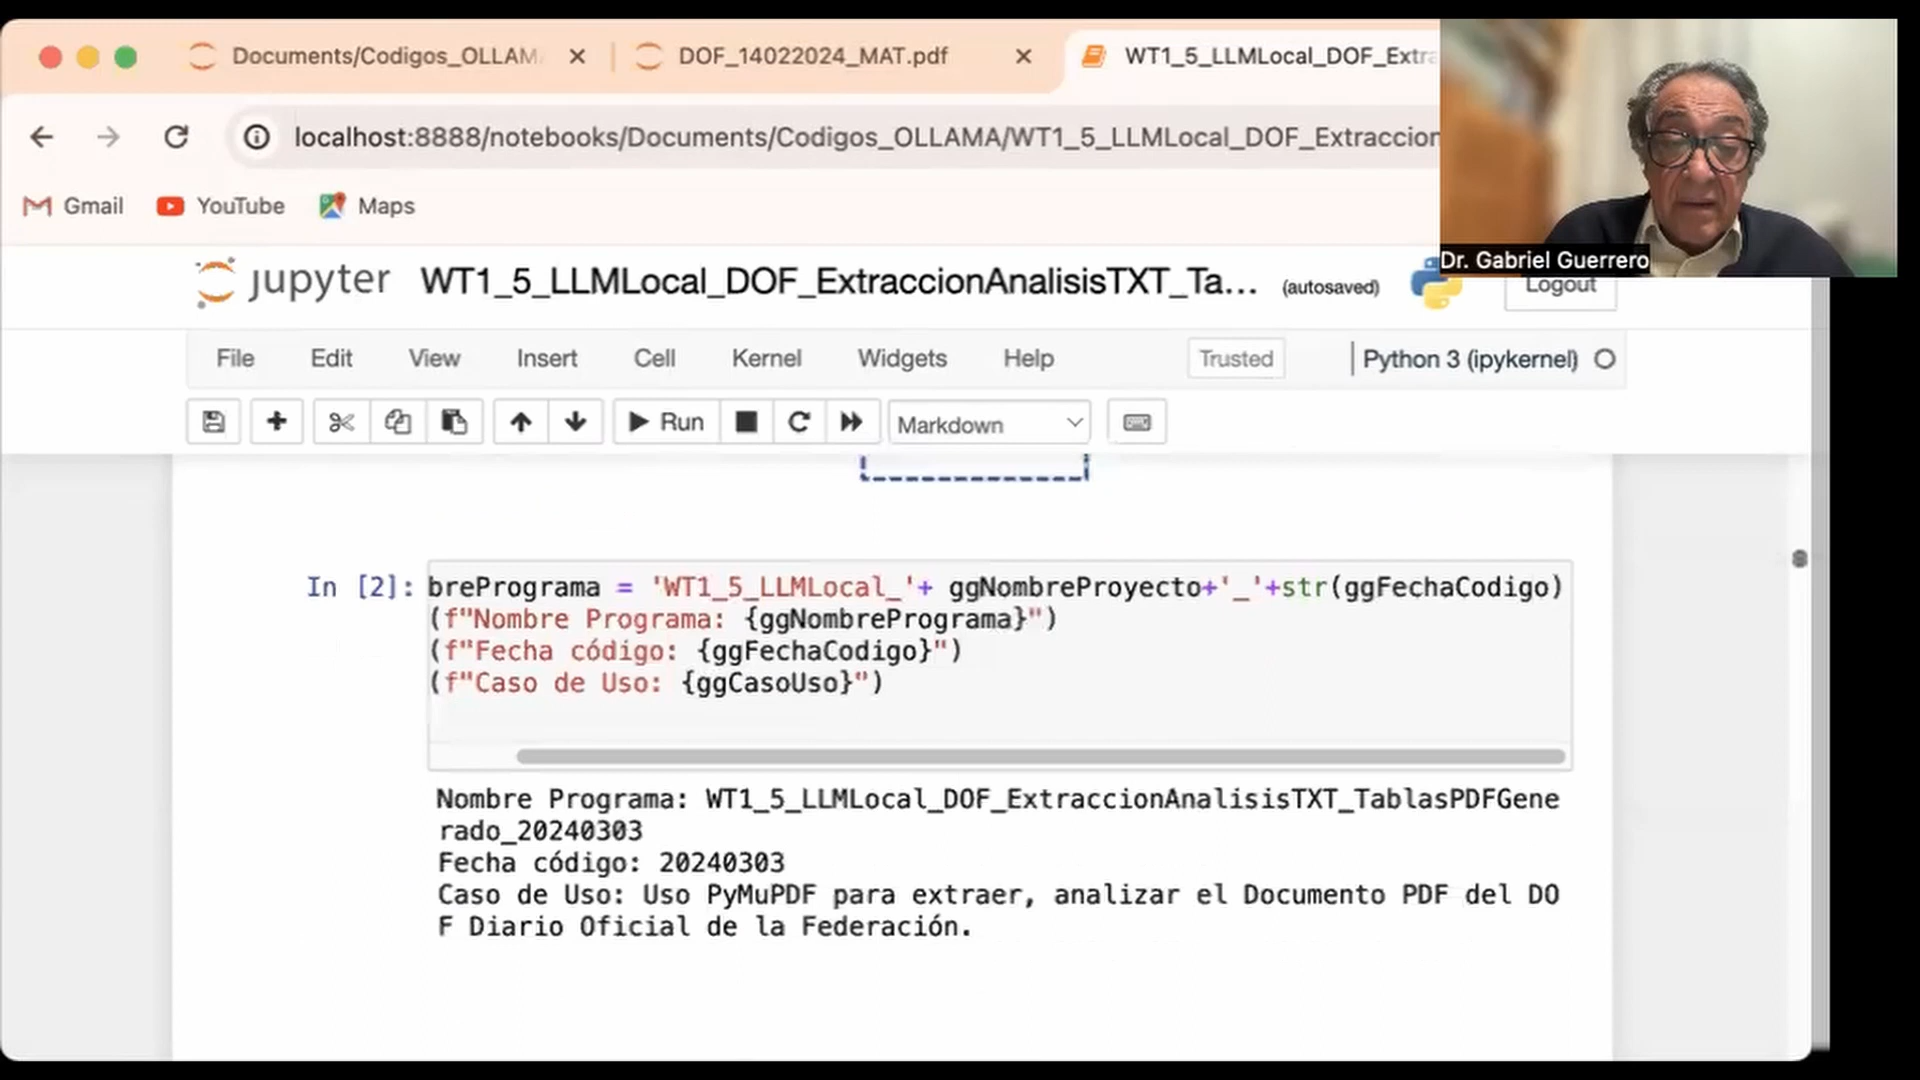 Documents/Codigos_OLLAM
DOF_14022024_MAT.pdf
WT1_5_LLMLocal_DOF_Extra
localhost:8888/notebooks/Documents/Codigos_OLLAMA/WT1_5_LLMLocal_DOF_Extraccion
Gmail
YouTube
Maps
Dr. Gabriel Guerrero
jupyter
WT1_5_LLMLocal_DOF_ExtraccionAnalisisTXT_Ta...
(autosaved)
Logout
File
Edit
View
Insert
Cell
Kernel
Widgets
Help
Trusted
Python 3 (ipykernel)
Run
Markdown
In [2]:
brePrograma = 'WT1_5_LLMLocal_'+ ggNombreProyecto+'_'+str(ggFechaCodigo)
(f"Nombre Programa: {ggNombrePrograma}")
(f"Fecha código: {ggFechaCodigo}")
(f"Caso de Uso: {ggCasoUso}")
Nombre Programa: WT1_5_LLMLocal_DOF_ExtraccionAnalisisTXT_TablasPDFGene
rado_20240303
Fecha código: 20240303
Caso de Uso: Uso PyMuPDF para extraer, analizar el Documento PDF del DO
F Diario Oficial de la Federación.